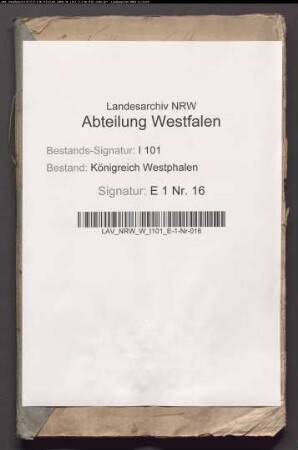 Landesarchiv NRW
Abteilung Westfalen
Bestands-Signatur: I 101
Bestand: Königreich Westphalen
Signatur: E 1 Nr. 16
LAV_NRW_W_I101_E-1-Nr-016